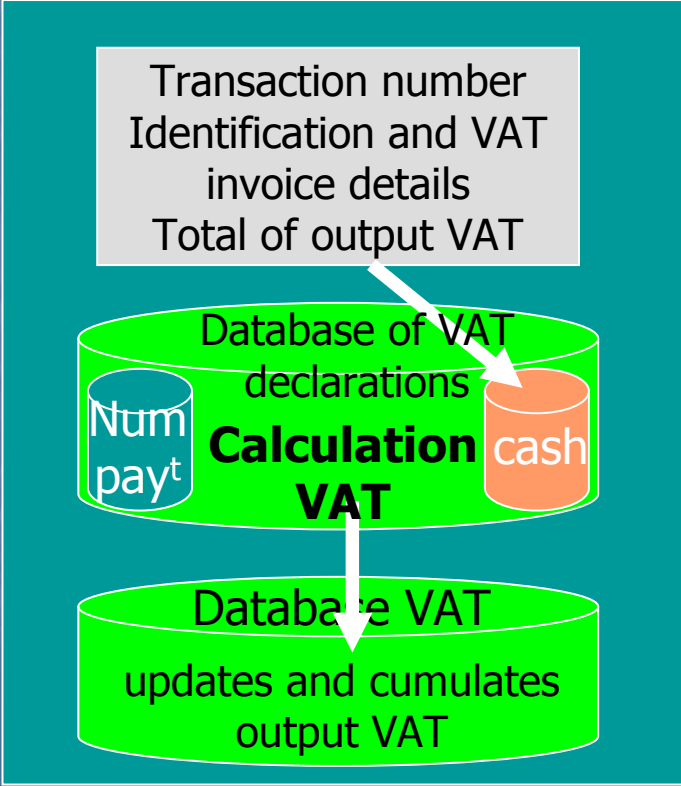 Transaction number
Identification and VAT
invoice details
Total of output VAT
Database of VAT
declarations
Num
payᵗ
Calculation
VAT
cash
Database VAT
updates and cumulates
output VAT